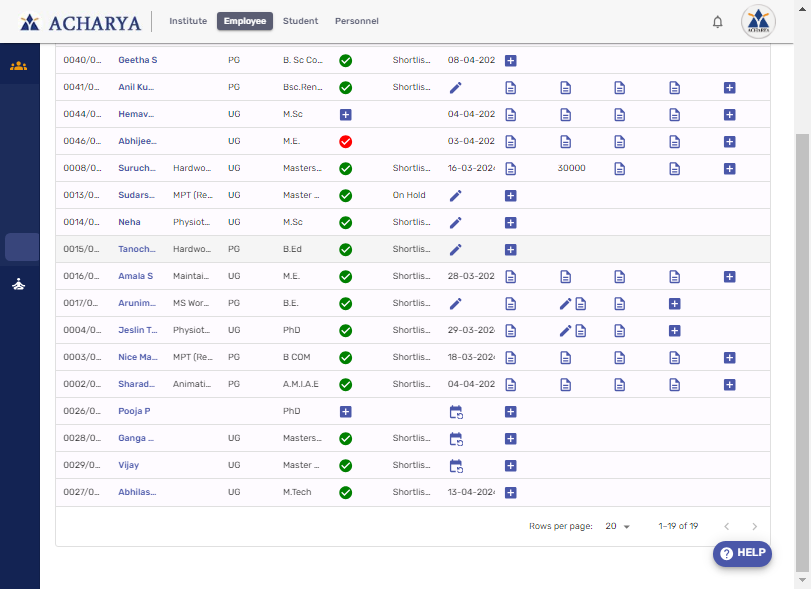 ACHARYA Institute Employee Student Personnel
0040/0... Geetha S PG B. Sc Co... Shortlis... 08-04-202
0041/0... Anil Ku... PG Bsc.Ren... Shortlis...
0044/0... Hemav... UG M.Sc 04-04-202
0046/0... Abhijee... UG M.E. 03-04-202
0008/0... Suruch... Hardwo... UG Masters... Shortlis... 16-03-202 30000
0013/0... Sudars... MPT (Re... UG Master ... On Hold
0014/0... Neha Physiot... UG M.Sc Shortlis...
0015/0... Tanoch... Hardwo... PG B.Ed Shortlis...
0016/0... Amala S Maintai... UG M.E. Shortlis... 28-03-202
0017/0... Arunim... MS Wor... PG B.E. Shortlis...
0004/0... Jeslin T... Physiot... UG PhD Shortlis... 29-03-202
0003/0... Nice Ma... MPT (Re... UG B COM Shortlis... 18-03-202
0002/0... Sharad... Animati... PG A.M.I.A.E Shortlis... 04-04-202
0026/0... Pooja P PhD
0028/0... Ganga ... UG Masters... Shortlis...
0029/0... Vijay UG Master ... Shortlis...
0027/0... Abhilas... UG M.Tech Shortlis... 13-04-202
Rows per page: 20 1–19 of 19
HELP